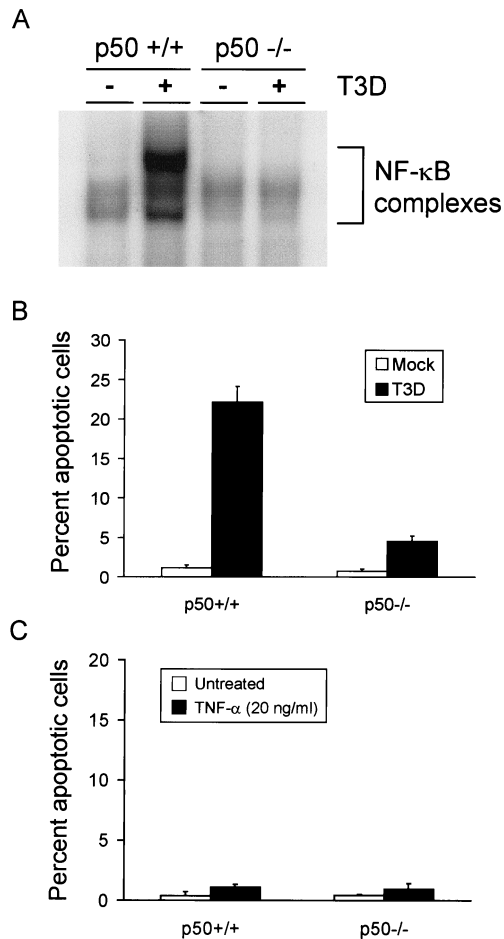 A
p50 +/+ p50 -/-
- + - + T3D
NF-κB
complexes
B
Percent apoptotic cells
30
25
20
15
10
5
0
Mock
T3D
p50+/+ p50-/-
C
Percent apoptotic cells
20
15
10
5
0
Untreated
TNF-α (20 ng/ml)
p50+/+ p50-/-